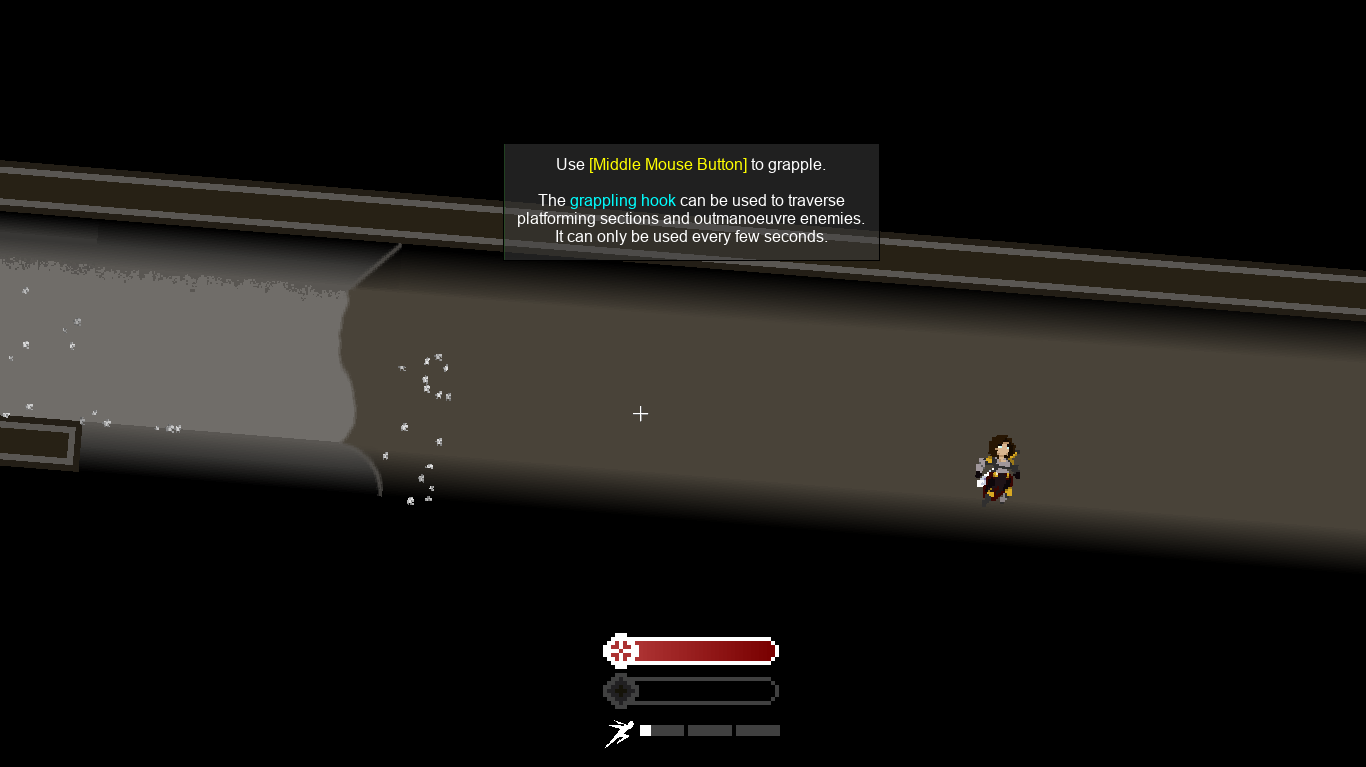 Use [Middle Mouse Button] to grapple.
The grappling hook can be used to traverse
platforming sections and outmanoeuvre enemies.
It can only be used every few seconds.